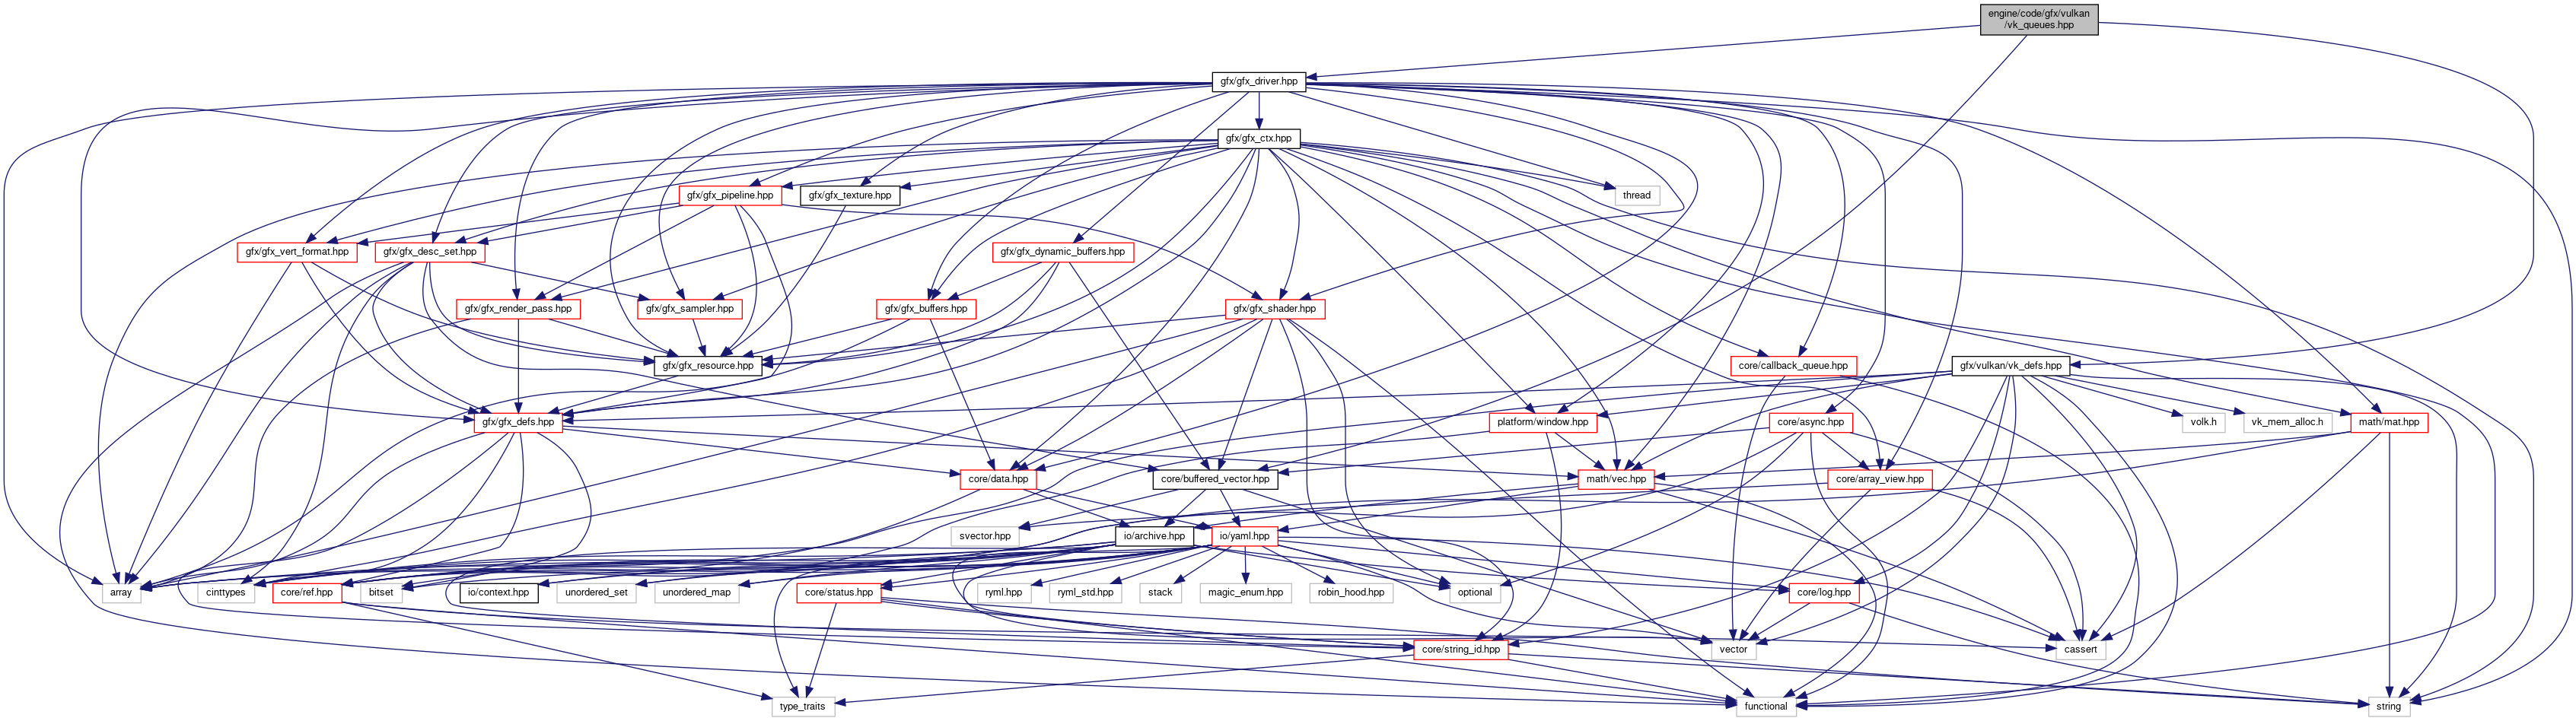 engine/code/gfx/vulkan
/vk_queues.hpp
gfx/gfx_driver.hpp
gfx/gfx_ctx.hpp
gfx/gfx_pipeline.hpp
gfx/gfx_texture.hpp
thread
gfx/gfx_vert_format.hpp
gfx/gfx_desc_set.hpp
gfx/gfx_dynamic_buffers.hpp
gfx/gfx_render_pass.hpp
gfx/gfx_sampler.hpp
gfx/gfx_buffers.hpp
gfx/gfx_shader.hpp
gfx/gfx_resource.hpp
core/callback_queue.hpp
gfx/vulkan/vk_defs.hpp
gfx/gfx_defs.hpp
platform/window.hpp
core/async.hpp
volk.h
vk_mem_alloc.h
math/mat.hpp
core/data.hpp
core/buffered_vector.hpp
math/vec.hpp
core/array_view.hpp
svector.hpp
io/archive.hpp
io/yaml.hpp
array
cinttypes
core/ref.hpp
bitset
io/context.hpp
unordered_set
unordered_map
core/status.hpp
ryml.hpp
ryml_std.hpp
stack
magic_enum.hpp
robin_hood.hpp
optional
core/log.hpp
core/string_id.hpp
vector
cassert
type_traits
functional
string